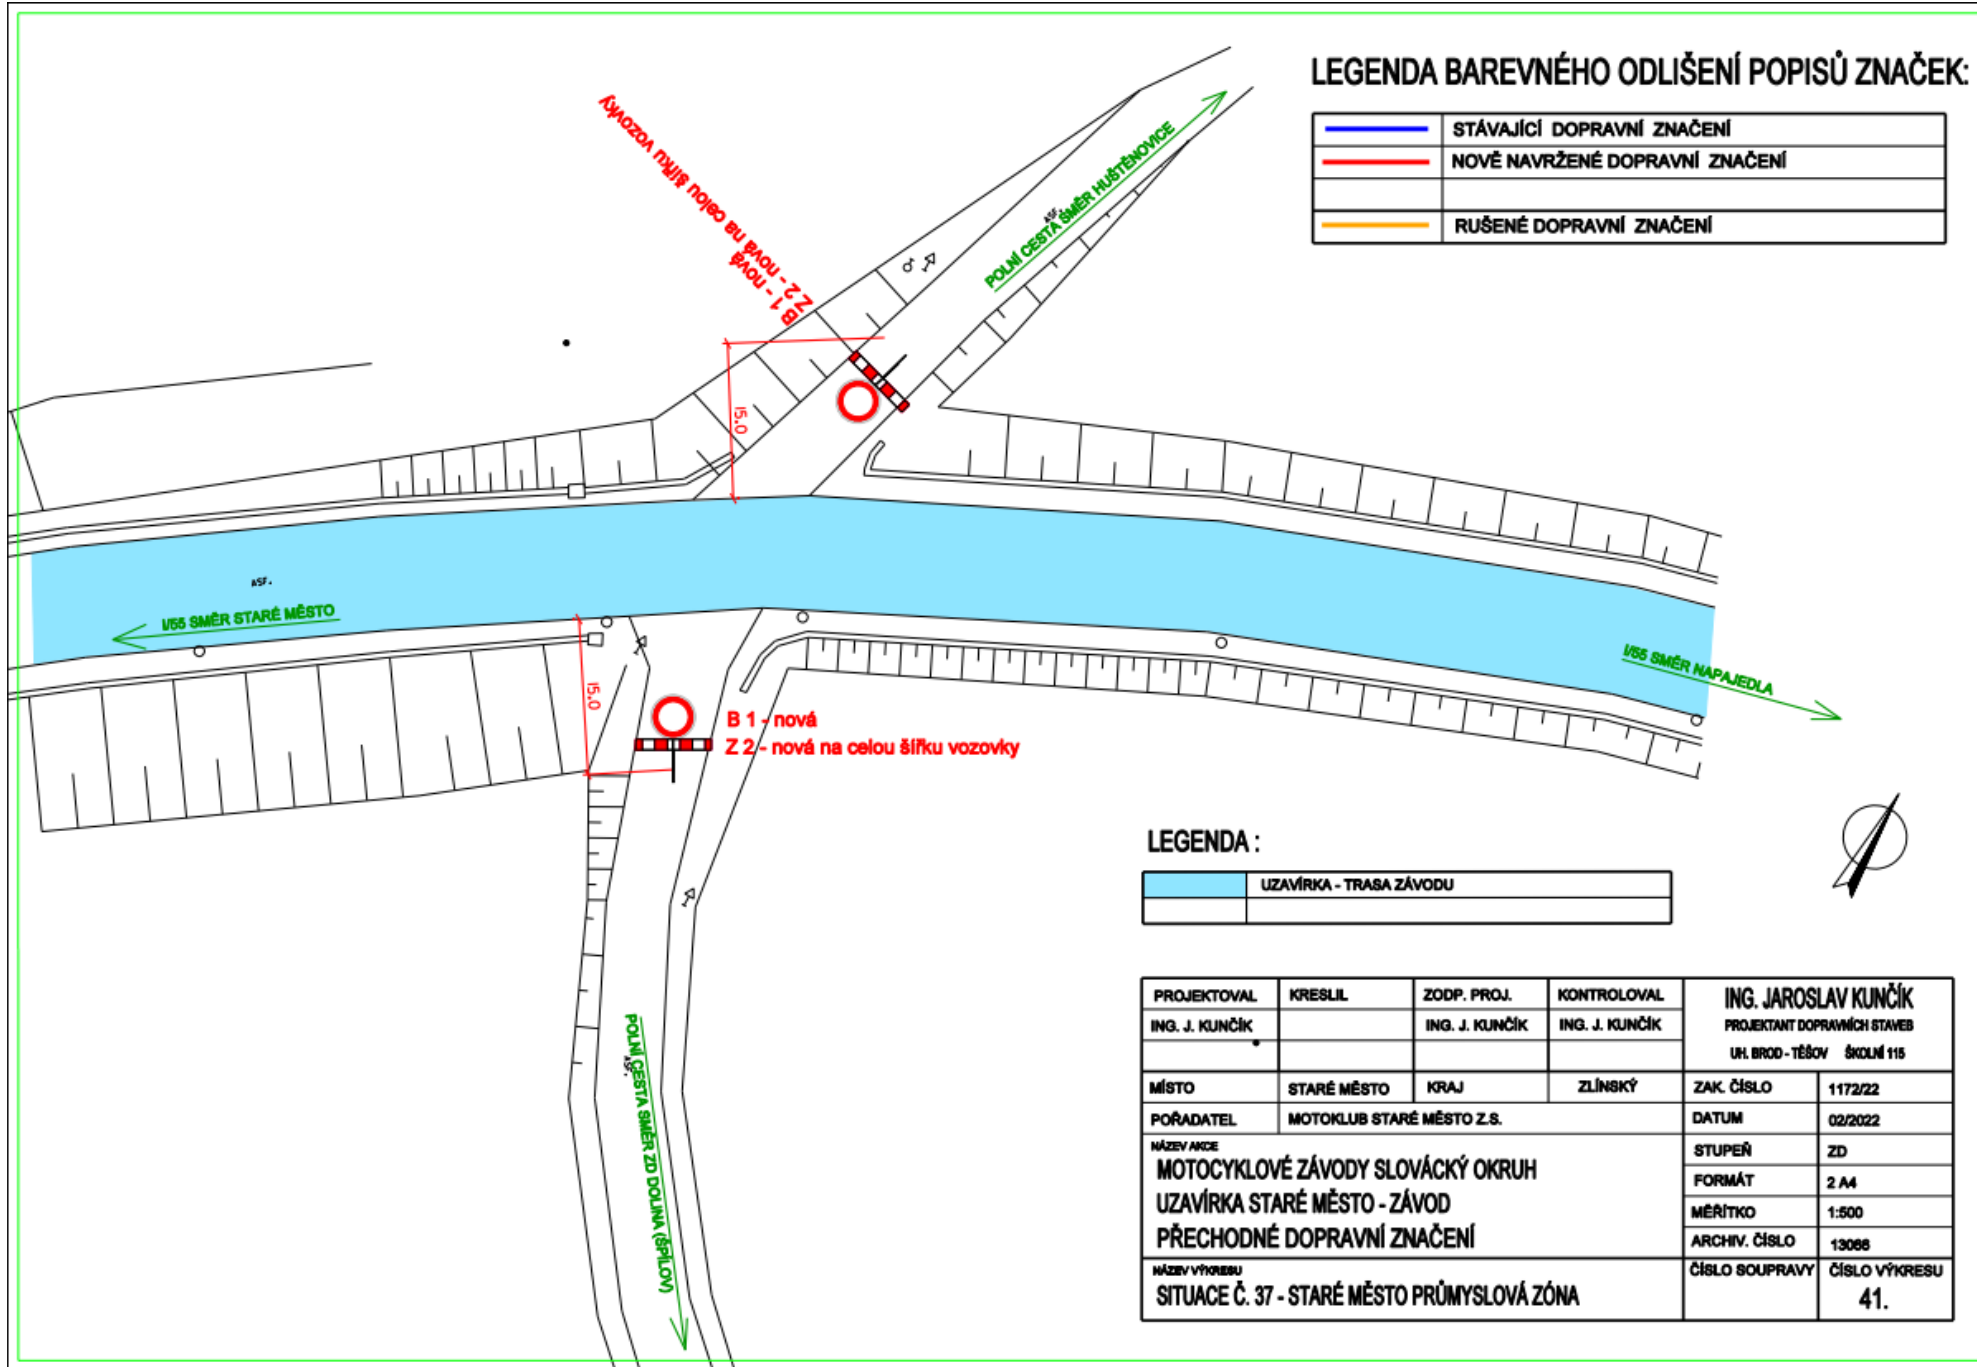 LEGENDA BAREVNÉHO ODLIŠENÍ POPISŮ ZNAČEK:
STÁVAJÍCÍ DOPRAVNÍ ZNAČENÍ
NOVĚ NAVRŽENÉ DOPRAVNÍ ZNAČENÍ
RUŠENÉ DOPRAVNÍ ZNAČENÍ
B 1 - nová
Z 2 - nová na celou šířku vozovky
POLNÍ CESTA SMĚR HUŠTĚNOVICE
ASF.
15.0
ASF.
I/55 SMĚR STARÉ MĚSTO
I/55 SMĚR NAPAJEDLA
15.0
B 1 - nová
Z 2 - nová na celou šířku vozovky
POLNÍ CESTA SMĚR ZD DOLINA (ŠPÍLOV)
ASF.
LEGENDA :
UZAVÍRKA - TRASA ZÁVODU
PROJEKTOVAL KRESLIL ZODP. PROJ. KONTROLOVAL
ING. J. KUNČÍK ING. J. KUNČÍK ING. J. KUNČÍK
ING. JAROSLAV KUNČÍK
PROJEKTANT DOPRAVNÍCH STAVEB
UH. BROD - TĚŠOV ŠKOLNÍ 115
MÍSTO STARÉ MĚSTO KRAJ ZLÍNSKÝ ZAK. ČÍSLO 1172/22
POŘADATEL MOTOKLUB STARÉ MĚSTO Z.S. DATUM 02/2022
NÁZEV AKCE
MOTOCYKLOVÉ ZÁVODY SLOVÁCKÝ OKRUH
UZAVÍRKA STARÉ MĚSTO - ZÁVOD
PŘECHODNÉ DOPRAVNÍ ZNAČENÍ
STUPEŇ ZD
FORMÁT 2 A4
MĚŘÍTKO 1:500
ARCHIV. ČÍSLO 13066
NÁZEV VÝKRESU
SITUACE Č. 37 - STARÉ MĚSTO PRŮMYSLOVÁ ZÓNA
ČÍSLO SOUPRAVY ČÍSLO VÝKRESU
41.